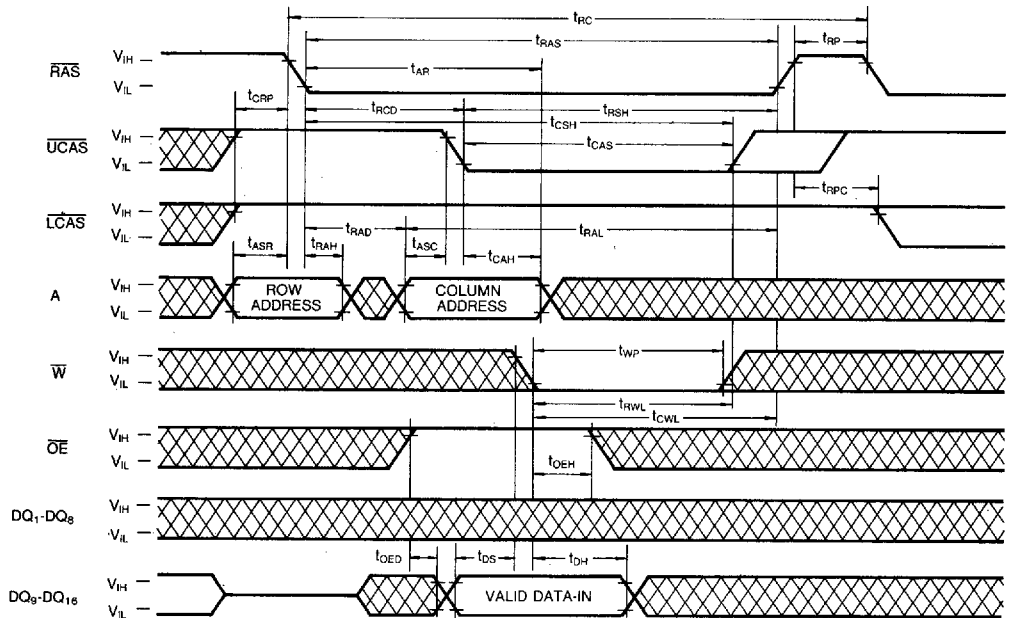 tRC
tRAS
tRP
tAR
RAS
VIH
VIL
tCRP
tRCD
tRSH
tCSH
UCAS
VIH
VIL
tCAS
tRPC
LCAS
VIH
VIL
tRAD
tRAL
tASR
tRAH
tASC
tCAH
A
VIH
VIL
ROW
ADDRESS
COLUMN
ADDRESS
W
VIH
VIL
tWP
tRWL
tCWL
OE
VIH
VIL
tOEH
DQ1-DQ8
VIH
VIL
tOED
tDS
tDH
DQ9-DQ16
VIH
VIL
VALID DATA-IN